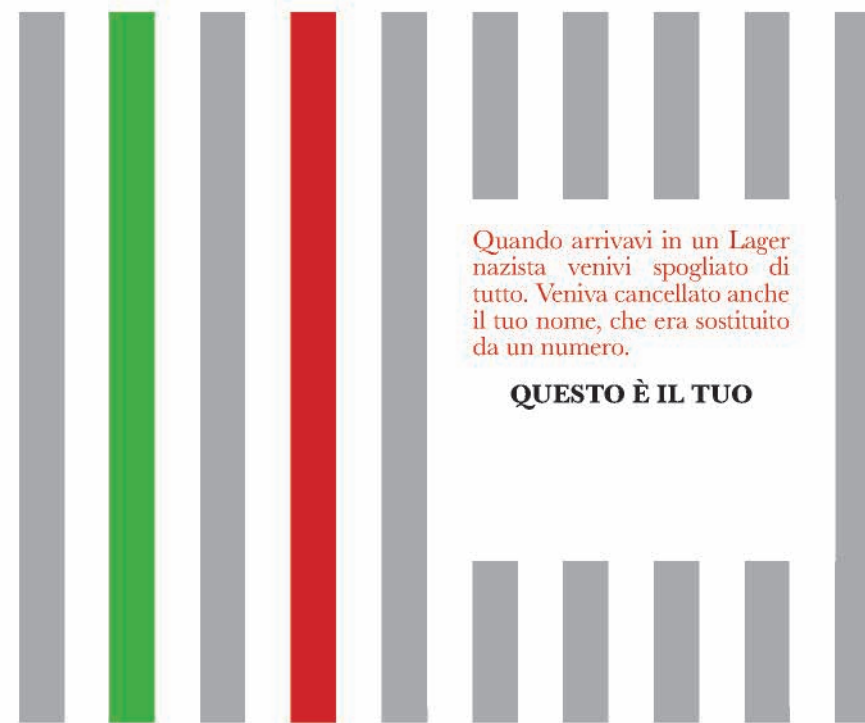 Quando arrivavi in un Lager
nazista venivi spogliato di
tutto. Veniva cancellato anche
il tuo nome, che era sostituito
da un numero.
QUESTO È IL TUO